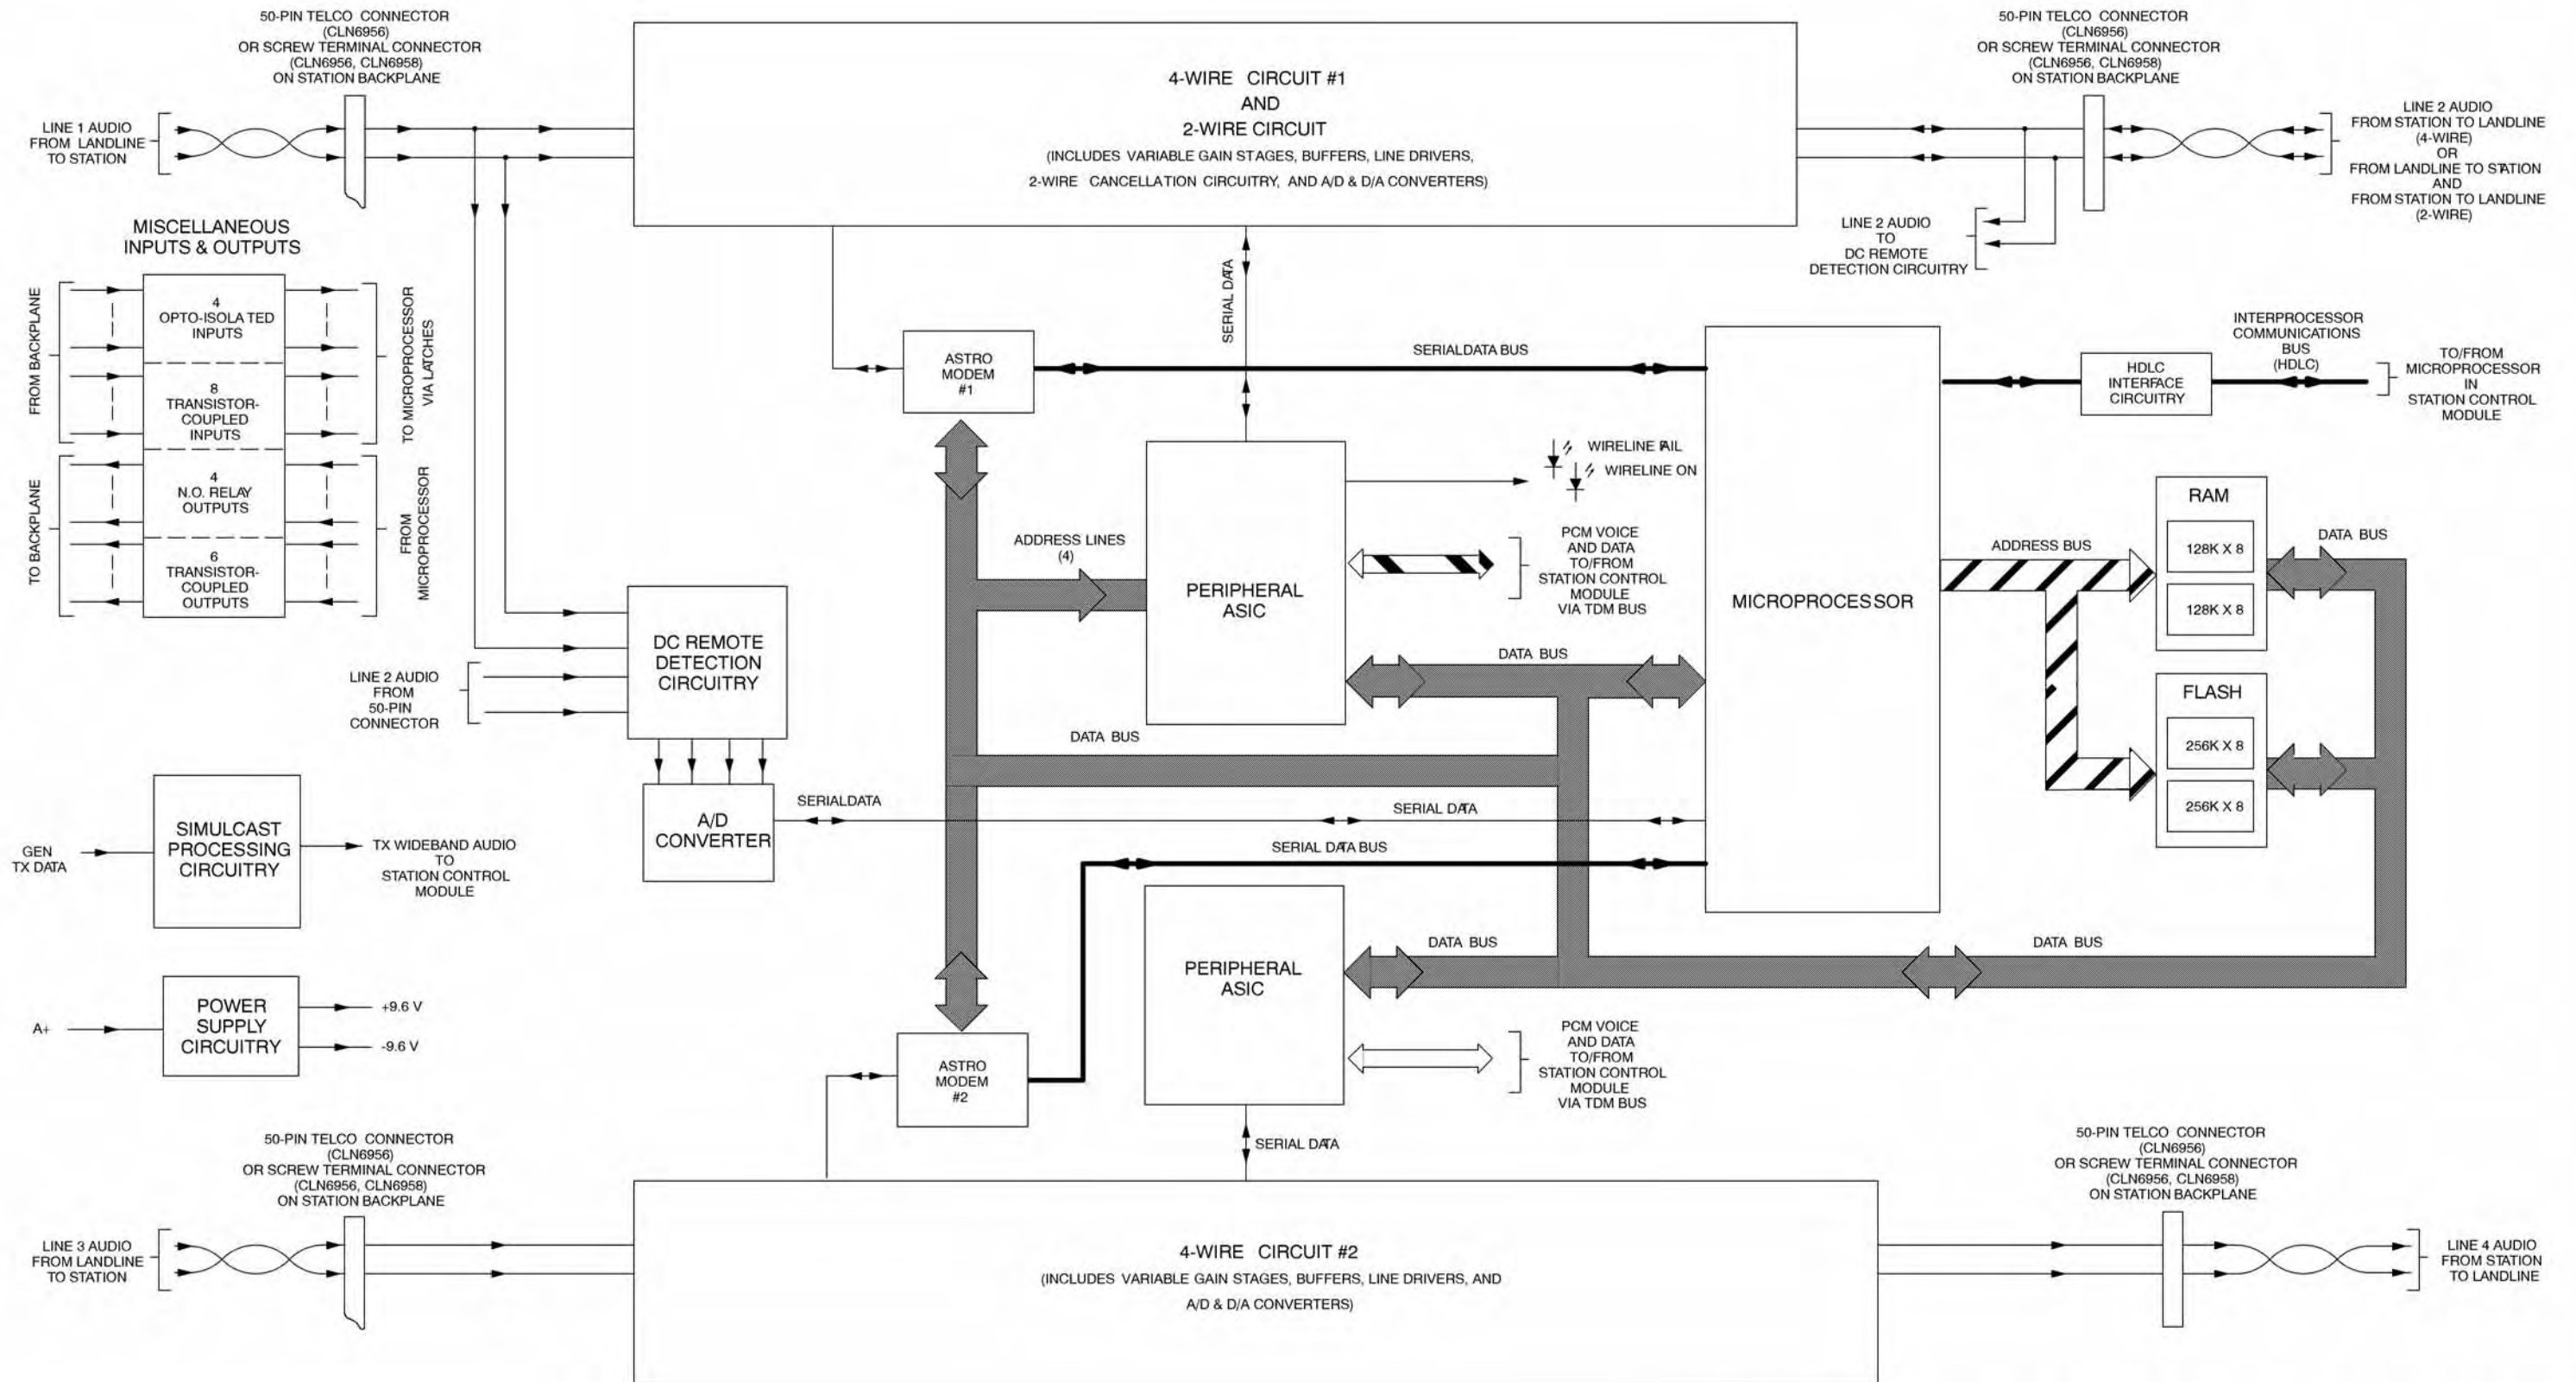 50-PIN TELCO CONNECTOR
(CLN6956)
OR SCREW TERMINAL CONNECTOR
(CLN6956, CLN6958)
ON STATION BACKPLANE
LINE 1 AUDIO
FROM LANDLINE
TO STATION
4-WIRE CIRCUIT #1
AND
2-WIRE CIRCUIT
(INCLUDES VARIABLE GAIN STAGES, BUFFERS, LINE DRIVERS,
2-WIRE CANCELLATION CIRCUITRY, AND A/D & D/A CONVERTERS)
50-PIN TELCO CONNECTOR
(CLN6956)
OR SCREW TERMINAL CONNECTOR
(CLN6956, CLN6958)
ON STATION BACKPLANE
LINE 2 AUDIO
FROM STATION TO LANDLINE
(4-WIRE)
OR
FROM LANDLINE TO STATION
AND
FROM STATION TO LANDLINE
(2-WIRE)
LINE 2 AUDIO
TO
DC REMOTE
DETECTION CIRCUITRY
MISCELLANEOUS
INPUTS & OUTPUTS
FROM BACKPLANE
4
OPTO-ISOLA TED
INPUTS
8
TRANSISTOR-
COUPLED
INPUTS
TO MICROPROCESSOR
VIA LATCHES
TO BACKPLANE
4
N.O. RELAY
OUTPUTS
6
TRANSISTOR-
COUPLED
OUTPUTS
FROM
MICROPROCESSOR
SERIAL DATA
ASTRO
MODEM
#1
SERIALDATA BUS
INTERPROCESSOR
COMMUNICATIONS
BUS
(HDLC)
HDLC
INTERFACE
CIRCUITRY
TO/FROM
MICROPROCESSOR
IN
STATION CONTROL
MODULE
WIRELINE FAIL
WIRELINE ON
ADDRESS LINES
(4)
PERIPHERAL
ASIC
PCM VOICE
AND DATA
TO/FROM
STATION CONTROL
MODULE
VIA TDM BUS
MICROPROCESSOR
ADDRESS BUS
RAM
128K X 8
128K X 8
DATA BUS
FLASH
256K X 8
256K X 8
DATA BUS
DATA BUS
DC REMOTE
DETECTION
CIRCUITRY
LINE 2 AUDIO
FROM
50-PIN
CONNECTOR
A/D
CONVERTER
SERIALDATA
SERIAL DATA
SERIAL DATA BUS
GEN
TX DATA
SIMULCAST
PROCESSING
CIRCUITRY
TX WIDEBAND AUDIO
TO
STATION CONTROL
MODULE
A+
POWER
SUPPLY
CIRCUITRY
+9.6 V
-9.6 V
PERIPHERAL
ASIC
DATA BUS
DATA BUS
PCM VOICE
AND DATA
TO/FROM
STATION CONTROL
MODULE
VIA TDM BUS
ASTRO
MODEM
#2
SERIAL DATA
50-PIN TELCO CONNECTOR
(CLN6956)
OR SCREW TERMINAL CONNECTOR
(CLN6956, CLN6958)
ON STATION BACKPLANE
LINE 3 AUDIO
FROM LANDLINE
TO STATION
4-WIRE CIRCUIT #2
(INCLUDES VARIABLE GAIN STAGES, BUFFERS, LINE DRIVERS, AND
A/D & D/A CONVERTERS)
50-PIN TELCO CONNECTOR
(CLN6956)
OR SCREW TERMINAL CONNECTOR
(CLN6956, CLN6958)
ON STATION BACKPLANE
LINE 4 AUDIO
FROM STATION
TO LANDLINE